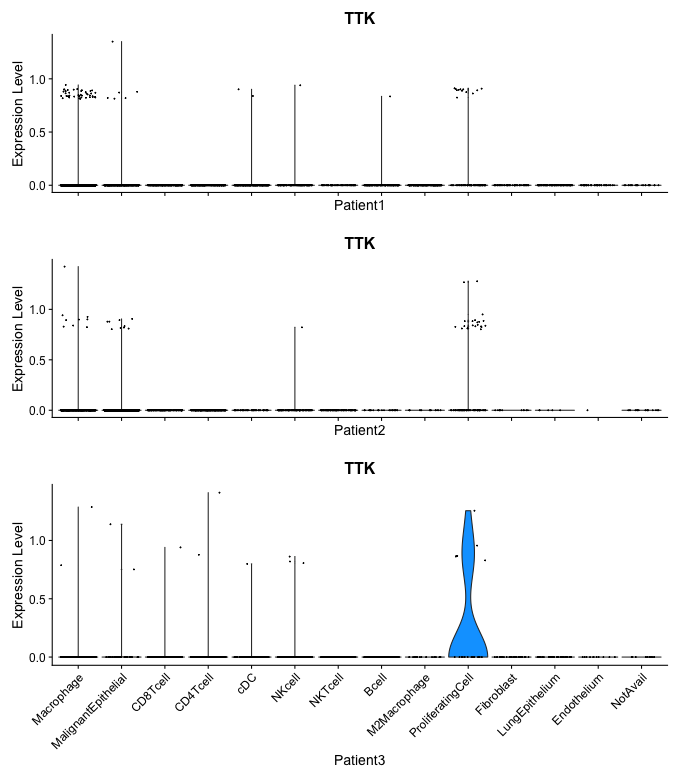 TTK
Expression Level
1.0
0.5
0.0
Patient1
TTK
Expression Level
1.0
0.5
0.0
Patient2
TTK
Expression Level
1.0
0.5
0.0
Macrophage
MalignantEpithelial
CD8Tcell
CD4Tcell
cDC
NKcell
NKTcell
Bcell
M2Macrophage
ProliferatingCell
Fibroblast
LungEpithelium
Endothelium
NotAvail
Patient3